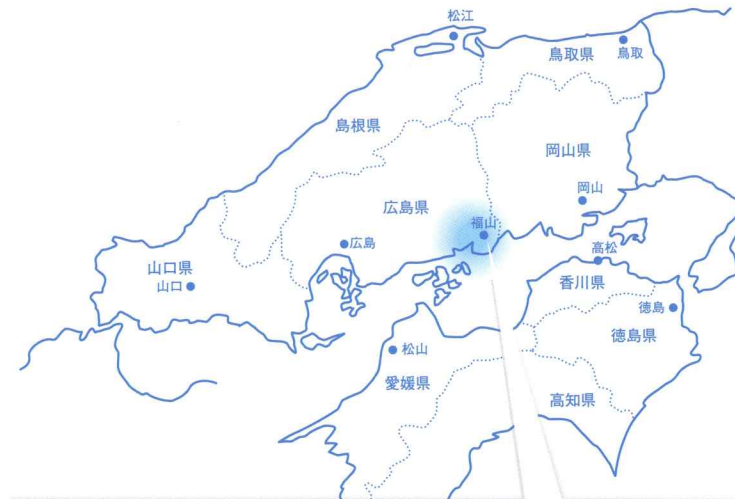 松江
鳥取県
鳥取
島根県
岡山県
岡山
広島県
福山
広島
高松
山口県
山口
香川県
徳島
徳島県
松山
愛媛県
高知県